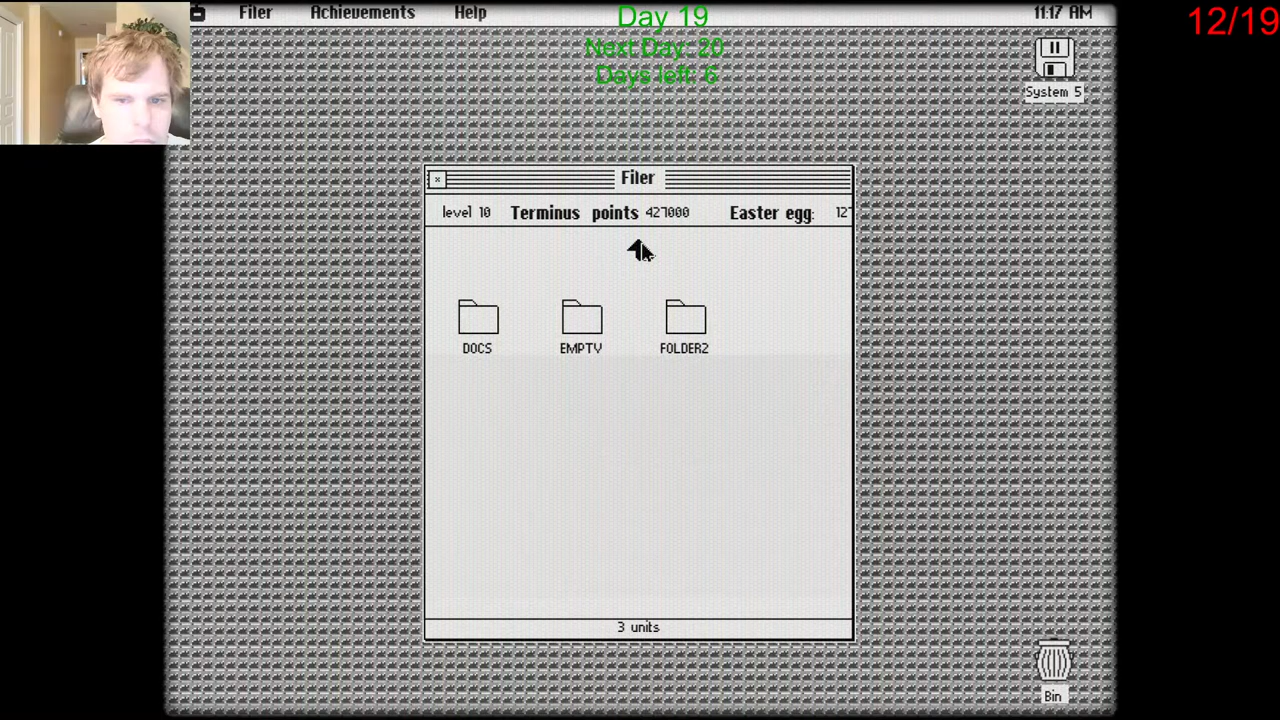 Filer Achievements Help 11:17 AM
Day 19
Next Day: 20
Days left: 6
12/19
System 5
Filer
level 10 Terminus points 427000 Easter egg:
DOCS EMPTY FOLDER2
3 units
Bin